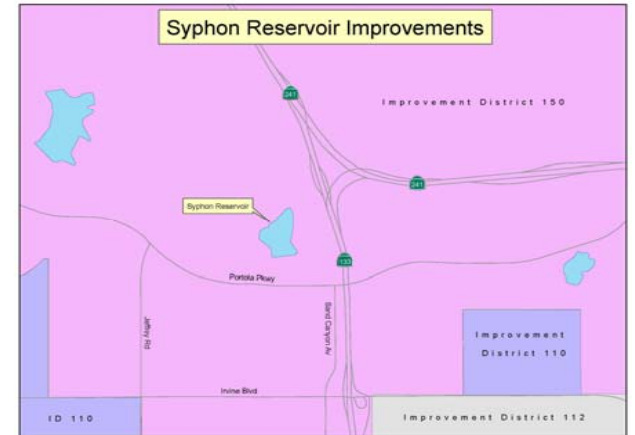 Syphon Reservoir Improvements
241
Improvement District 150
241
Syphon Reservoir
133
Portola Pkwy
Jeffrey Rd
Sand Canyon Av
Improvement
District 110
Irvine Blvd
ID 110
Improvement District 112